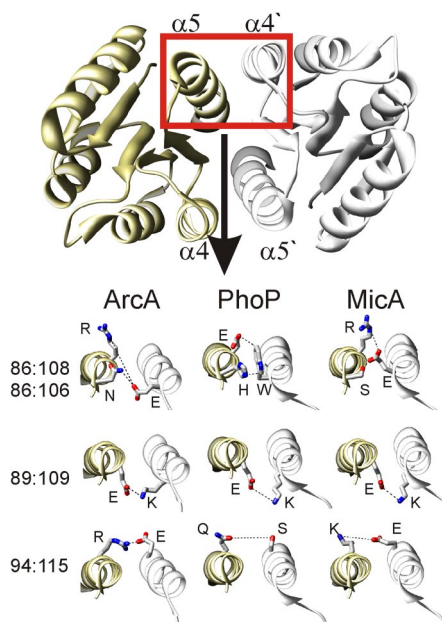 α5 α4`
α4 α5`
ArcA PhoP MicA
R E R
86:108
86:106
N E H W S E
89:109
E K E K E K
94:115
R E Q S K E